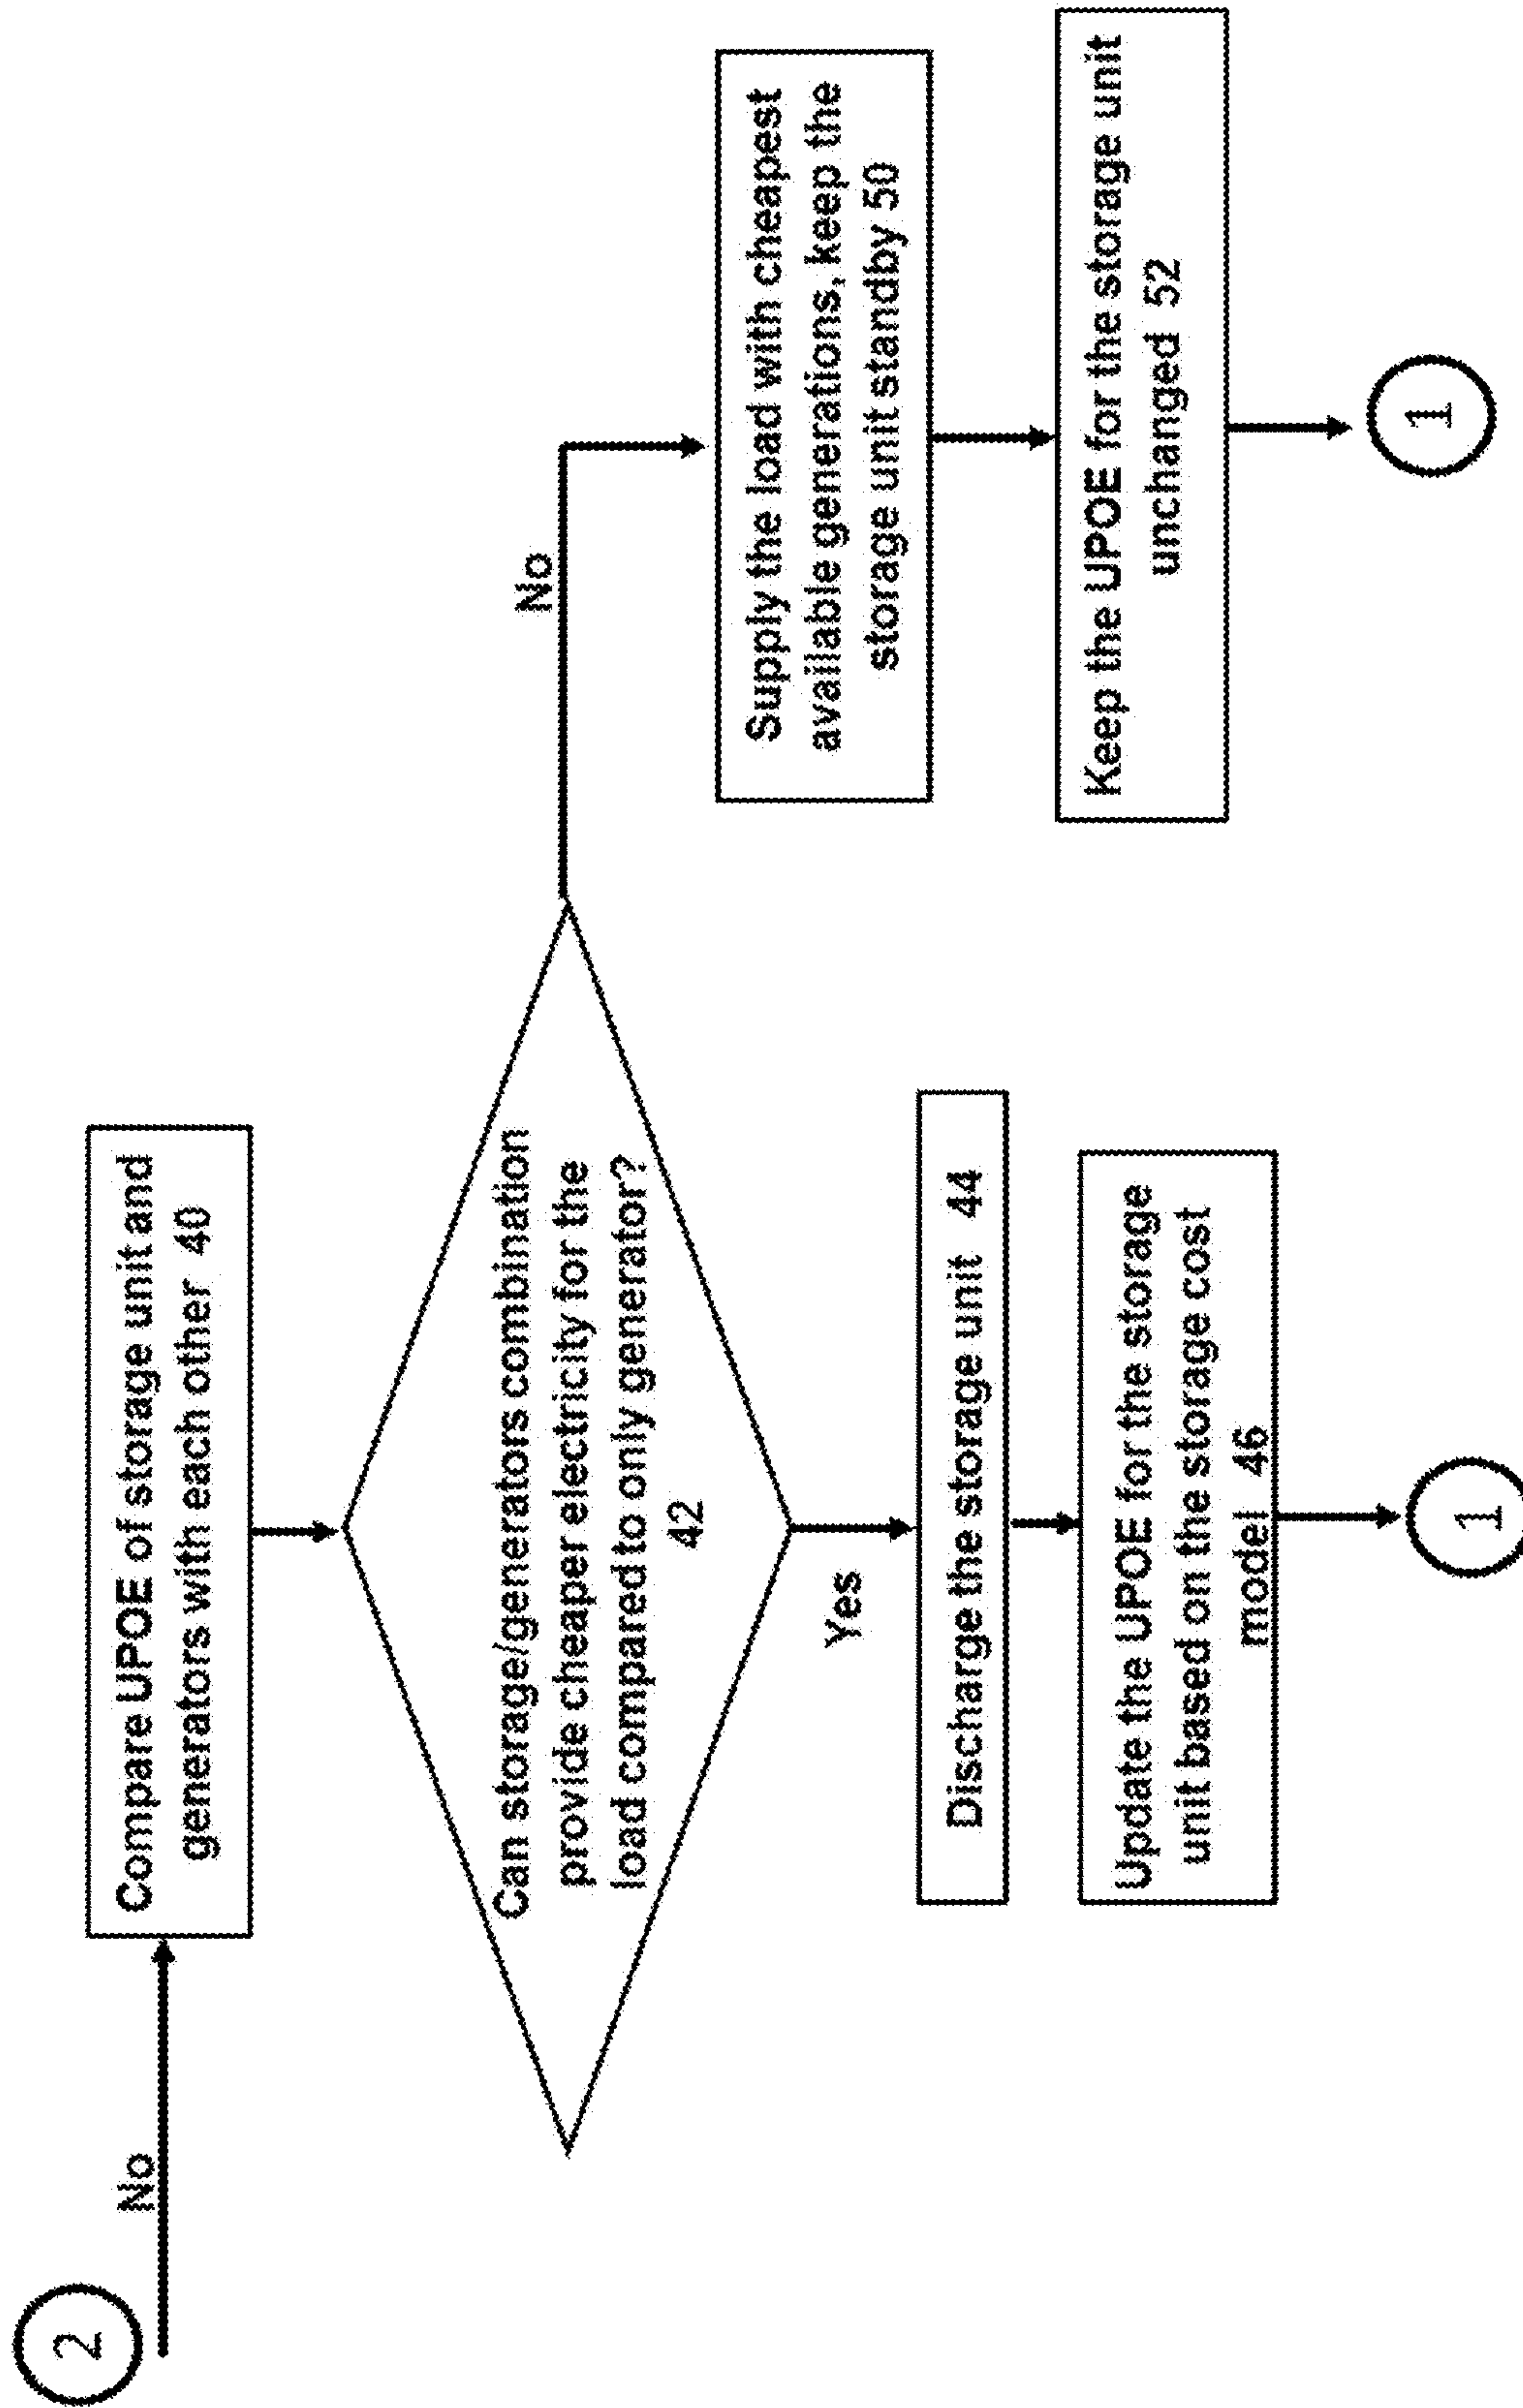 2
No
Compare UPOE of storage unit and
generators with each other 40
Can storage/generators combination
provide cheaper electricity for the
load compared to only generator?
42
No
Yes
Supply the load with cheapest
available generations, keep the
storage unit standby 50
Discharge the storage unit 44
Keep the UPOE for the storage unit
unchanged 52
Update the UPOE for the storage
unit based on the storage cost
model 46
1
1